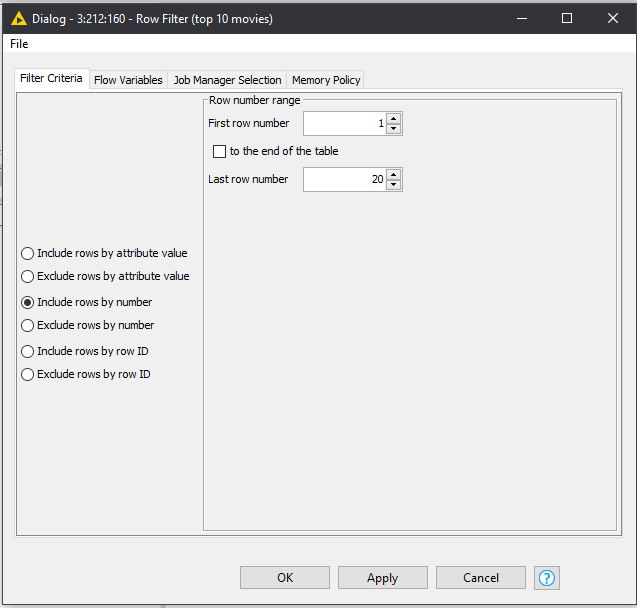 Dialog - 3:212:160 - Row Filter (top 10 movies)
File
Filter Criteria Flow Variables Job Manager Selection Memory Policy
Row number range
First row number 1
to the end of the table
Last row number 20
Include rows by attribute value
Exclude rows by attribute value
Include rows by number
Exclude rows by number
Include rows by row ID
Exclude rows by row ID
OK Apply Cancel ?